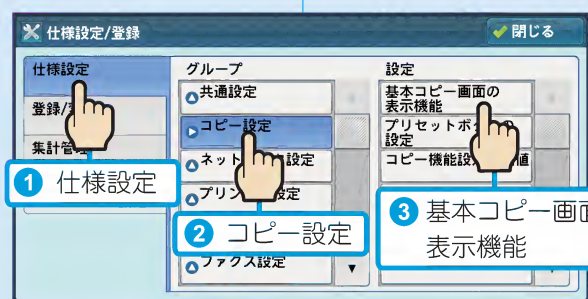 仕様設定/登録
閉じる
仕様設定
登録/
集計管理
グループ
共通設定
コピー設定
ネット 設定
プリン 設定
ファクス設定
設定
基本コピー画面の
表示機能
プリセットボ の
設定
コピー機能設 値
1 仕様設定
2 コピー設定
3 基本コピー画面
表示機能